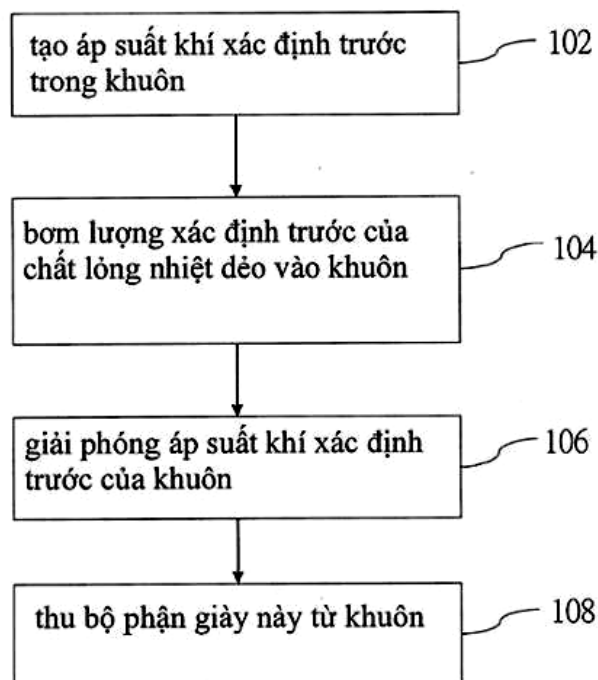 tạo áp suất khí xác định trước
trong khuôn
102
bơm lượng xác định trước của
chất lỏng nhiệt dẻo vào khuôn
104
giải phóng áp suất khí xác định
trước của khuôn
106
thu bộ phận giày này từ khuôn
108